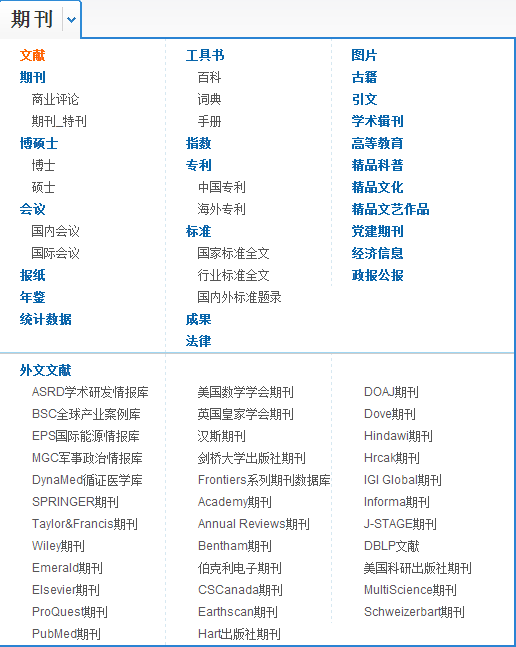 期刊
文献
期刊
商业评论
期刊_特刊
博硕士
博士
硕士
会议
国内会议
国际会议
报纸
年鉴
统计数据
工具书
百科
词典
手册
指数
专利
中国专利
海外专利
标准
国家标准全文
行业标准全文
国内外标准题录
成果
法律
图片
古籍
引文
学术辑刊
高等教育
精品科普
精品文化
精品文艺作品
党建期刊
经济信息
政报公报
外文文献
ASRD学术研发情报库
BSC全球产业案例库
EPS国际能源情报库
MGC军事政治情报库
DynaMed循证医学库
SPRINGER期刊
Taylor&Francis期刊
Wiley期刊
Emerald期刊
Elsevier期刊
ProQuest期刊
PubMed期刊
美国数学学会期刊
英国皇家学会期刊
汉斯期刊
剑桥大学出版社期刊
Frontiers系列期刊数据库
Academy期刊
Annual Reviews期刊
Bentham期刊
伯克利电子期刊
CSCanada期刊
Earthscan期刊
Hart出版社期刊
DOAJ期刊
Dove期刊
Hindawi期刊
Hrcak期刊
IGI Global期刊
Informa期刊
J-STAGE期刊
DBLP文献
美国科研出版社期刊
MultiScience期刊
Schweizerbart期刊